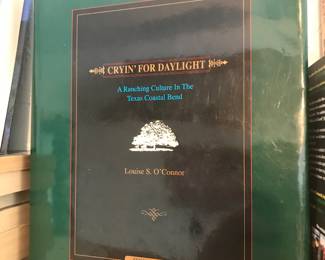 CRYIN' FOR DAYLIGHT
A Ranching Culture In The
Texas Coastal Bend
Louise S. O'Connor